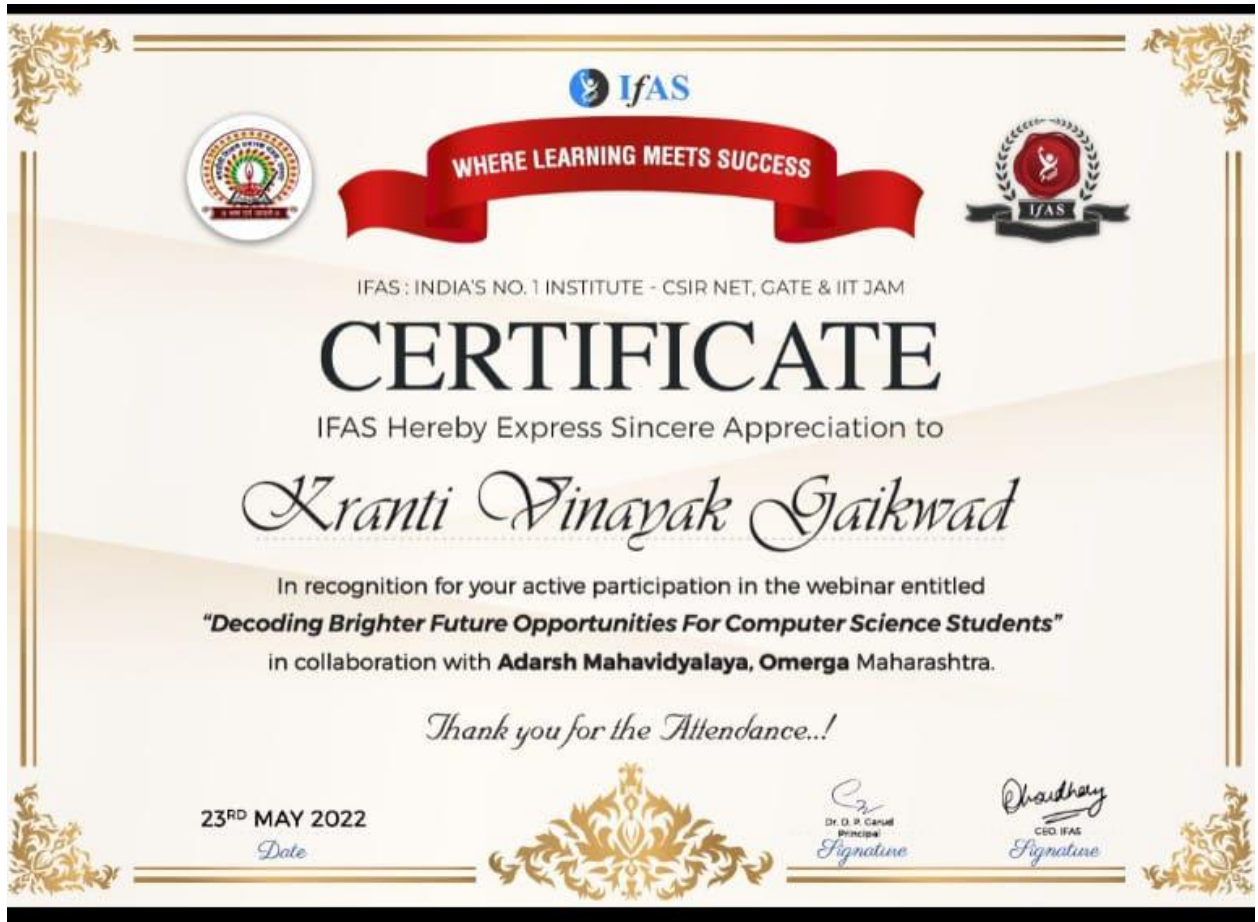 IfAS
WHERE LEARNING MEETS SUCCESS
IfAS
IFAS : INDIA'S NO. 1 INSTITUTE - CSIR NET, GATE & IIT JAM
CERTIFICATE
IFAS Hereby Express Sincere Appreciation to
Kranti Vinayak Gaikwad
In recognition for your active participation in the webinar entitled
"Decoding Brighter Future Opportunities For Computer Science Students"
in collaboration with Adarsh Mahavidyalaya, Omerga Maharashtra.
Thank you for the Attendance..!
23RD MAY 2022
Date
Dr. D. P. Garud
Principal
Signature
Chaudhary
CEO, IFAS
Signature